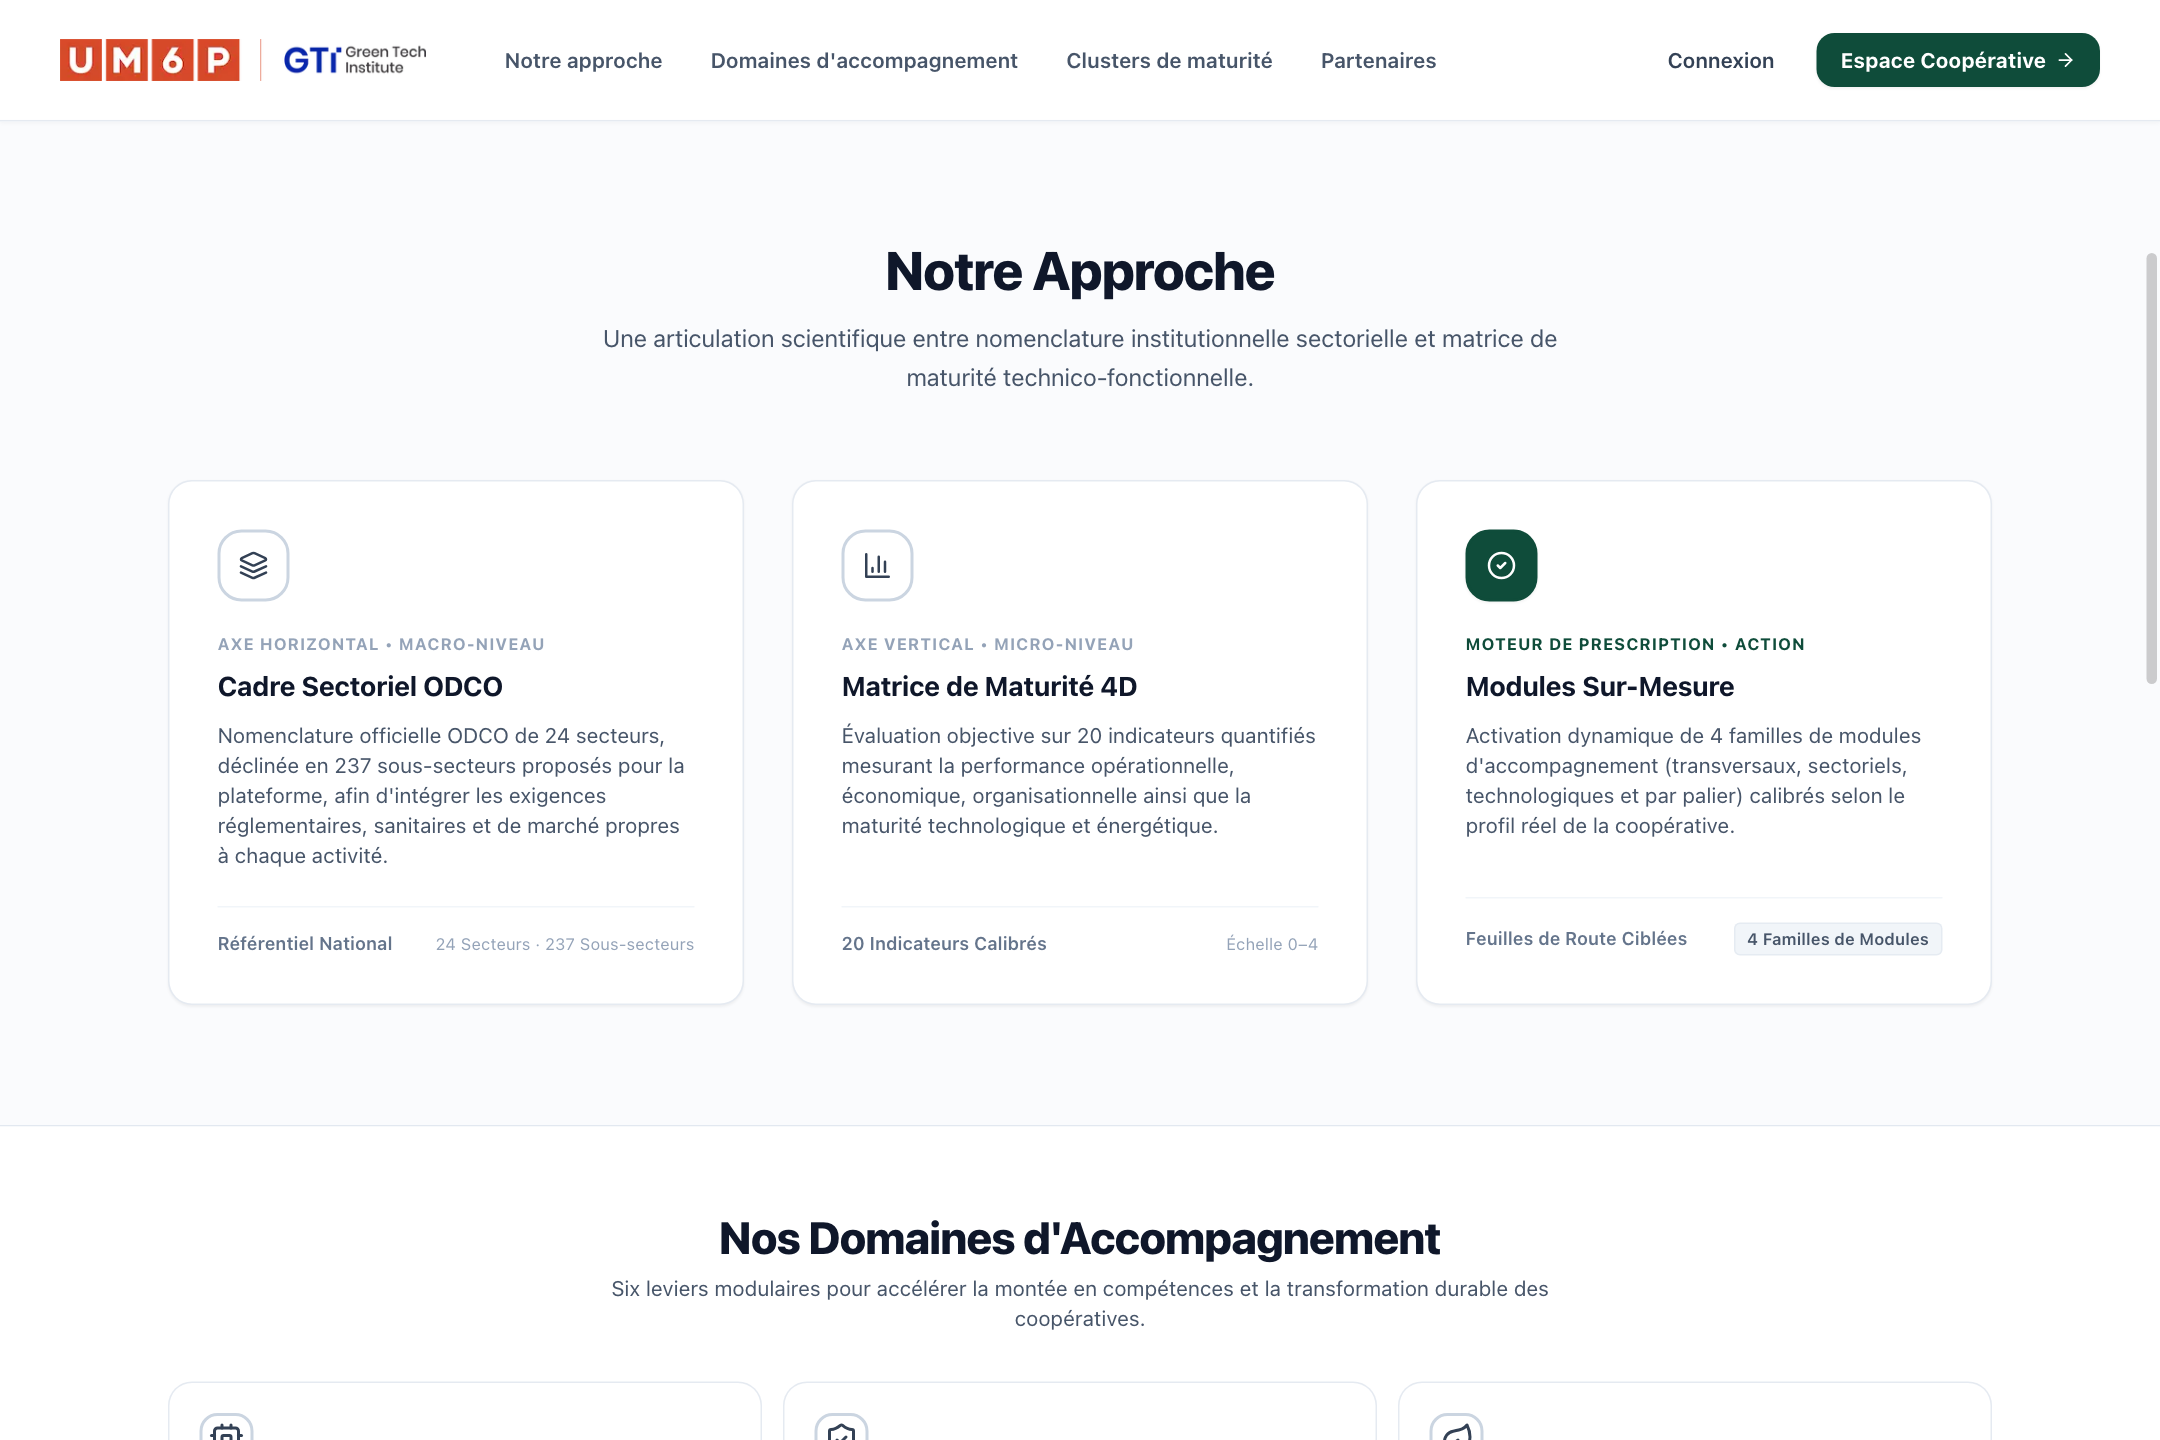 UM6P
GTi Green Tech Institute
Notre approche
Domaines d'accompagnement
Clusters de maturité
Partenaires
Connexion
Espace Coopérative →
Notre Approche
Une articulation scientifique entre nomenclature institutionnelle sectorielle et matrice de
maturité technico-fonctionnelle.
AXE HORIZONTAL • MACRO-NIVEAU
Cadre Sectoriel ODCO
Nomenclature officielle ODCO de 24 secteurs,
déclinée en 237 sous-secteurs proposés pour la
plateforme, afin d'intégrer les exigences
réglementaires, sanitaires et de marché propres
à chaque activité.
Référentiel National
24 Secteurs · 237 Sous-secteurs
AXE VERTICAL • MICRO-NIVEAU
Matrice de Maturité 4D
Évaluation objective sur 20 indicateurs quantifiés
mesurant la performance opérationnelle,
économique, organisationnelle ainsi que la
maturité technologique et énergétique.
20 Indicateurs Calibrés
Échelle 0–4
MOTEUR DE PRESCRIPTION • ACTION
Modules Sur-Mesure
Activation dynamique de 4 familles de modules
d'accompagnement (transversaux, sectoriels,
technologiques et par palier) calibrés selon le
profil réel de la coopérative.
Feuilles de Route Ciblées
4 Familles de Modules
Nos Domaines d'Accompagnement
Six leviers modulaires pour accélérer la montée en compétences et la transformation durable des
coopératives.